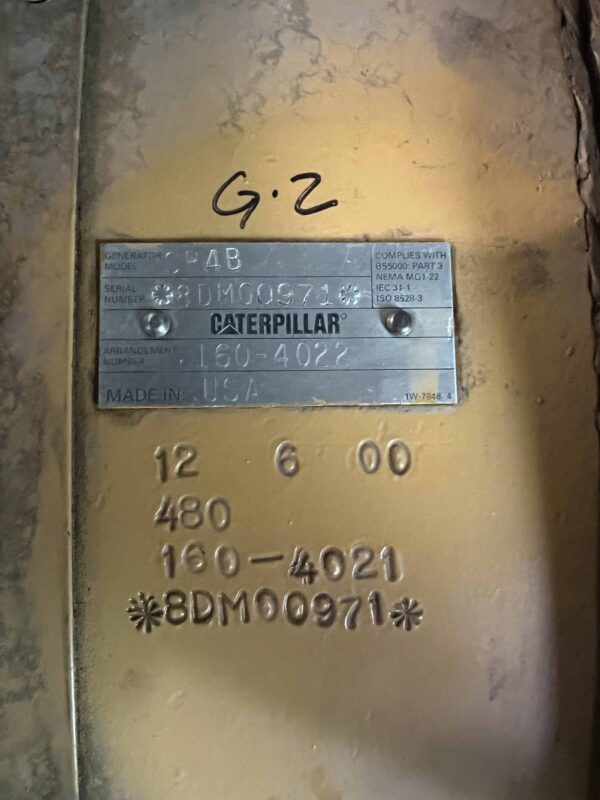 G.2
GENERATOR MODEL SR4B
COMPLIES WITH
BS5000: PART 3
NEMA MG1-22
IEC 34-1
ISO 8528-3
SERIAL NUMBER *8DM00971*
CATERPILLAR
ARRANGEMENT NUMBER 160-4022
MADE IN: USA
1W-7848 4
12 6 00
480
160-4021
*8DM00971*